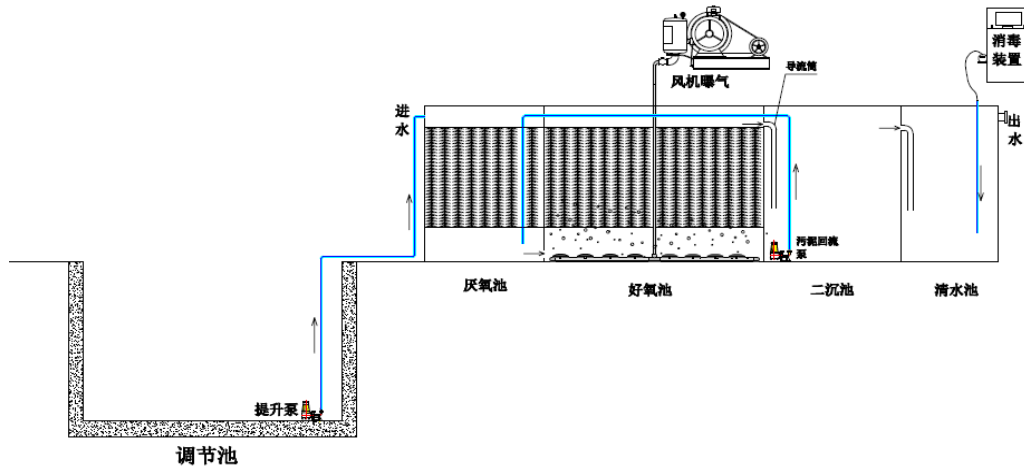 消毒
装置
风机曝气
导流筒
进
水
出
水
污泥回流
泵
厌氧池
好氧池
二沉池
清水池
提升泵
调节池